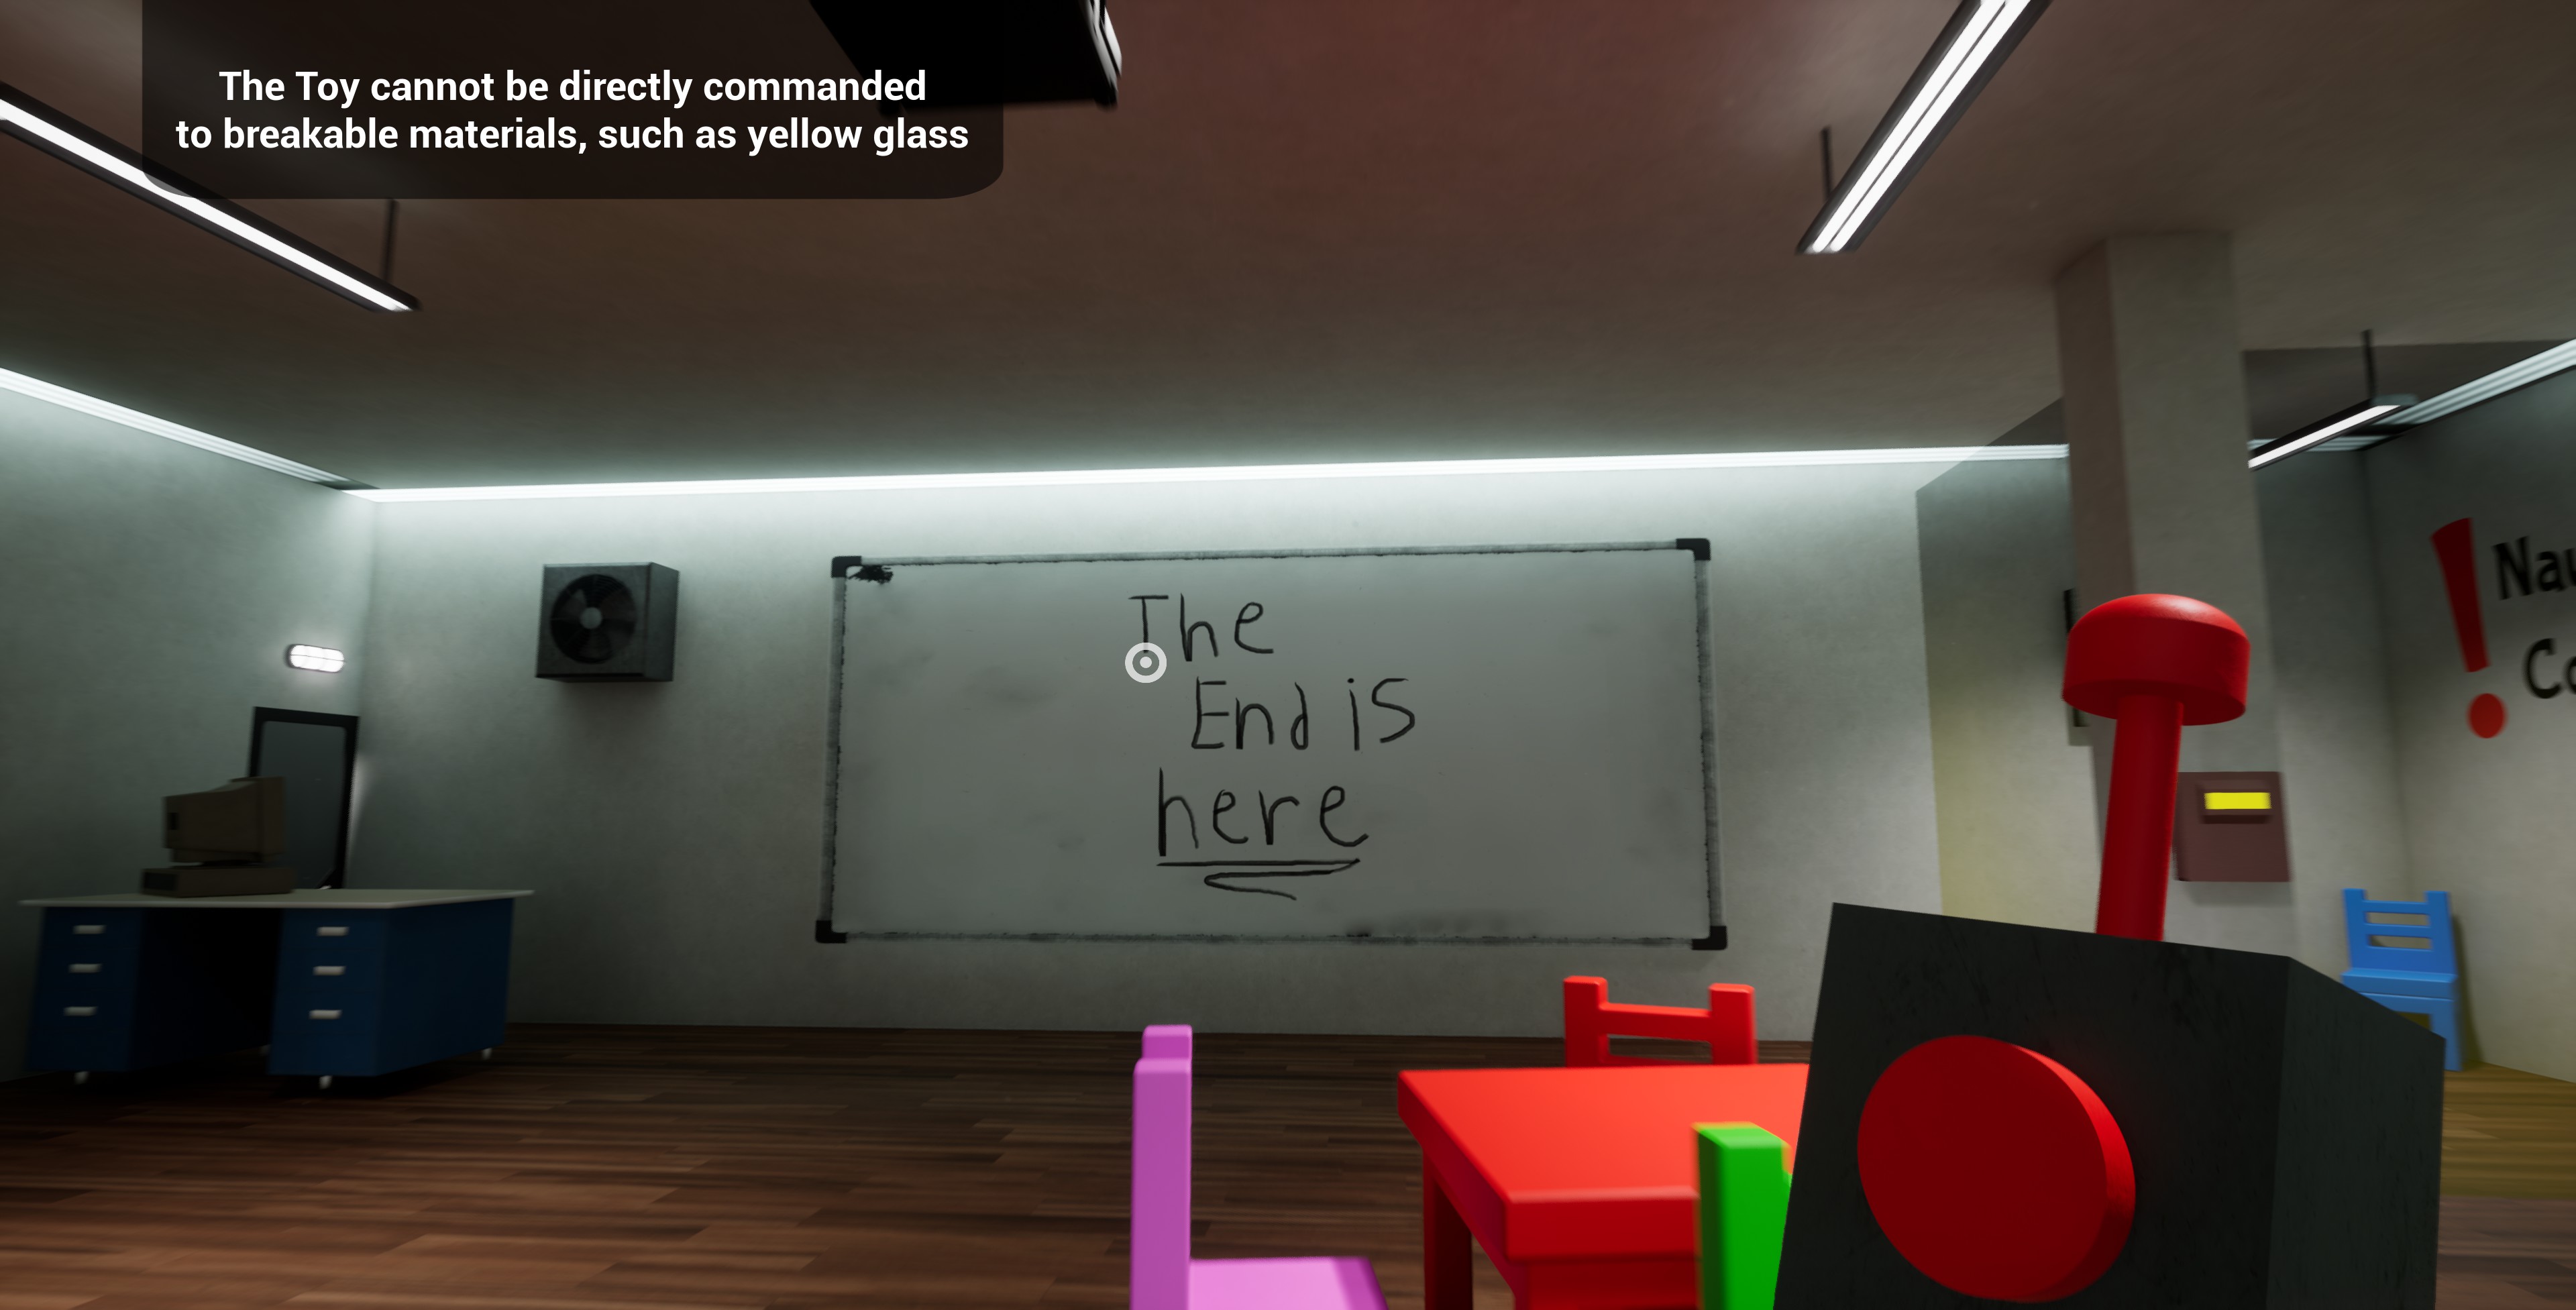 The Toy cannot be directly commanded
to breakable materials, such as yellow glass
The
End is
here